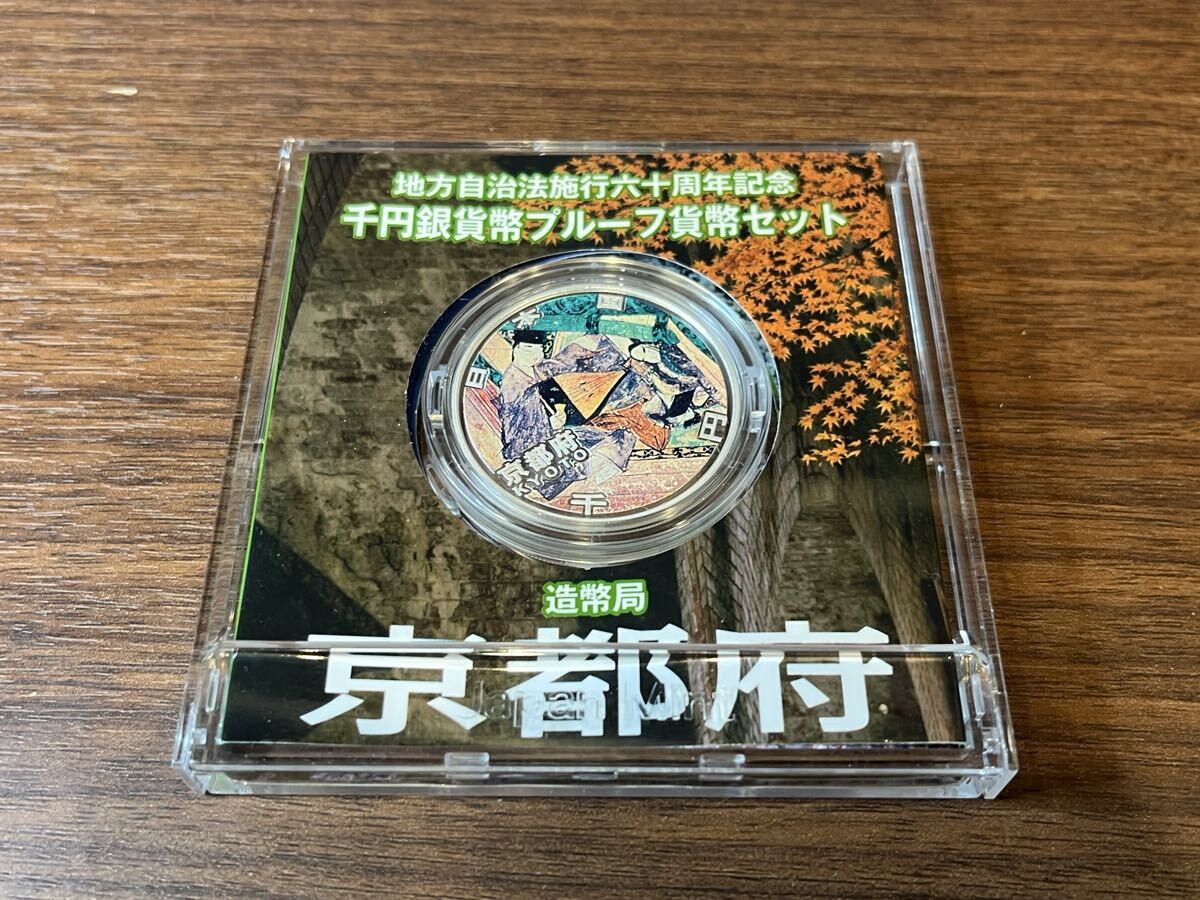 地方自治法施行六十周年記念
千円銀貨幣プルーフ貨幣セット
日本国
千円
京都府
KYOTO
造幣局
京都府
Japan Mint